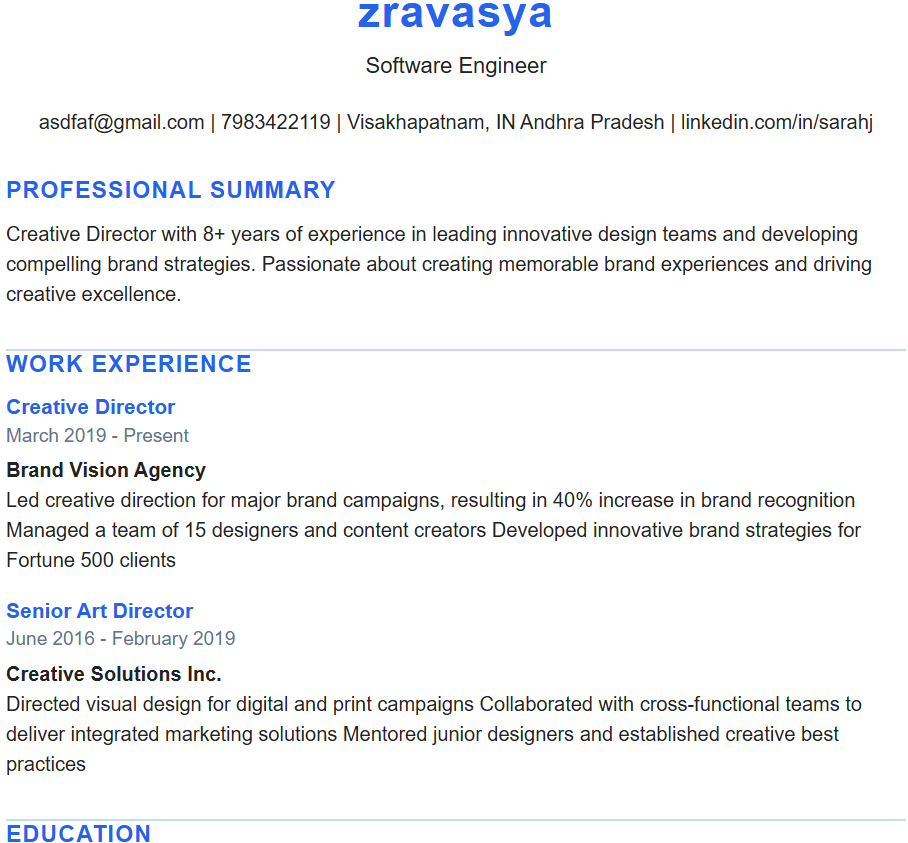 zravasya
Software Engineer
asdfaf@gmail.com | 7983422119 | Visakhapatnam, IN Andhra Pradesh | linkedin.com/in/sarahj
PROFESSIONAL SUMMARY
Creative Director with 8+ years of experience in leading innovative design teams and developing
compelling brand strategies. Passionate about creating memorable brand experiences and driving
creative excellence.
WORK EXPERIENCE
Creative Director
March 2019 - Present
Brand Vision Agency
Led creative direction for major brand campaigns, resulting in 40% increase in brand recognition
Managed a team of 15 designers and content creators Developed innovative brand strategies for
Fortune 500 clients
Senior Art Director
June 2016 - February 2019
Creative Solutions Inc.
Directed visual design for digital and print campaigns Collaborated with cross-functional teams to
deliver integrated marketing solutions Mentored junior designers and established creative best
practices
EDUCATION